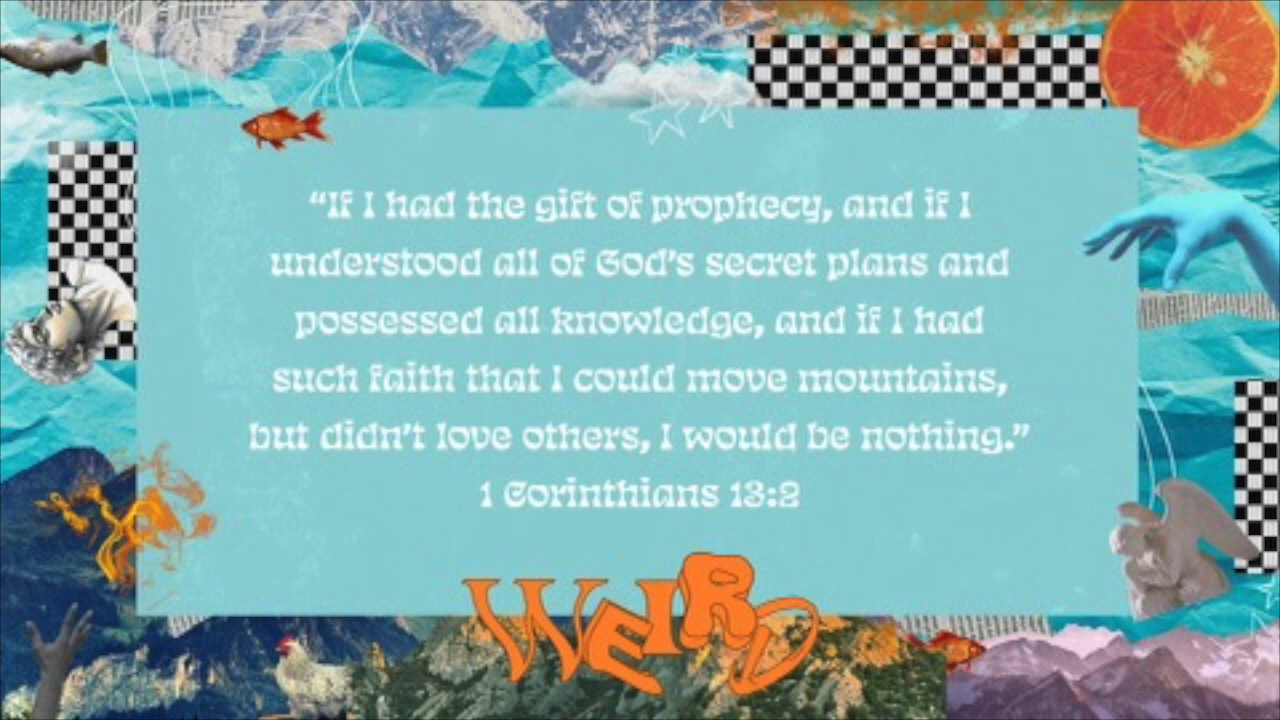 “If I had the gift of prophecy, and if I
understood all of God’s secret plans and
possessed all knowledge, and if I had
such faith that I could move mountains,
but didn’t love others, I would be nothing.”
1 Corinthians 13:2
WEIRD